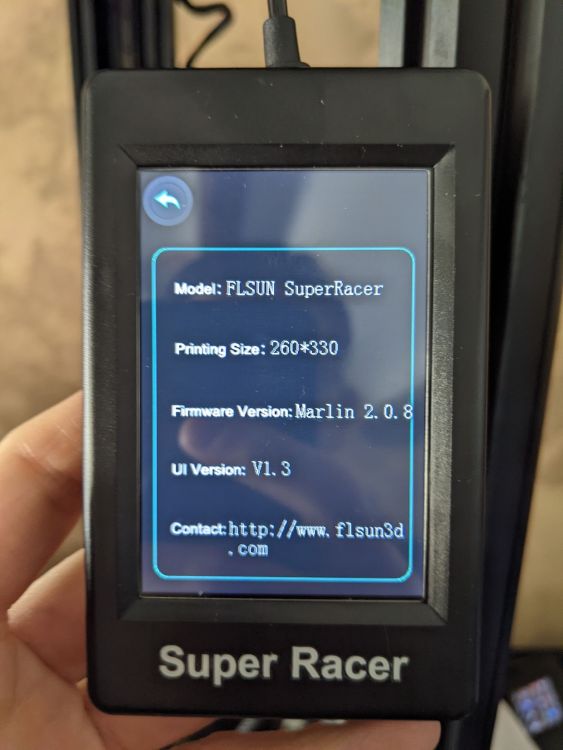 Model: FLSUN SuperRacer
Printing Size: 260*330
Firmware Version: Marlin 2.0.8
UI Version: V1.3
Contact: http://www.flsun3d
.com
Super Racer